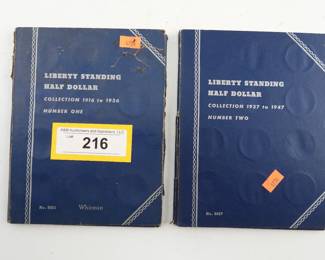 LIBERTY STANDING
HALF DOLLAR
COLLECTION 1916 to 1936
NUMBER ONE
LOT
216
Whitman
LIBERTY STANDING
HALF DOLLAR
COLLECTION 1937 to 1947
NUMBER TWO